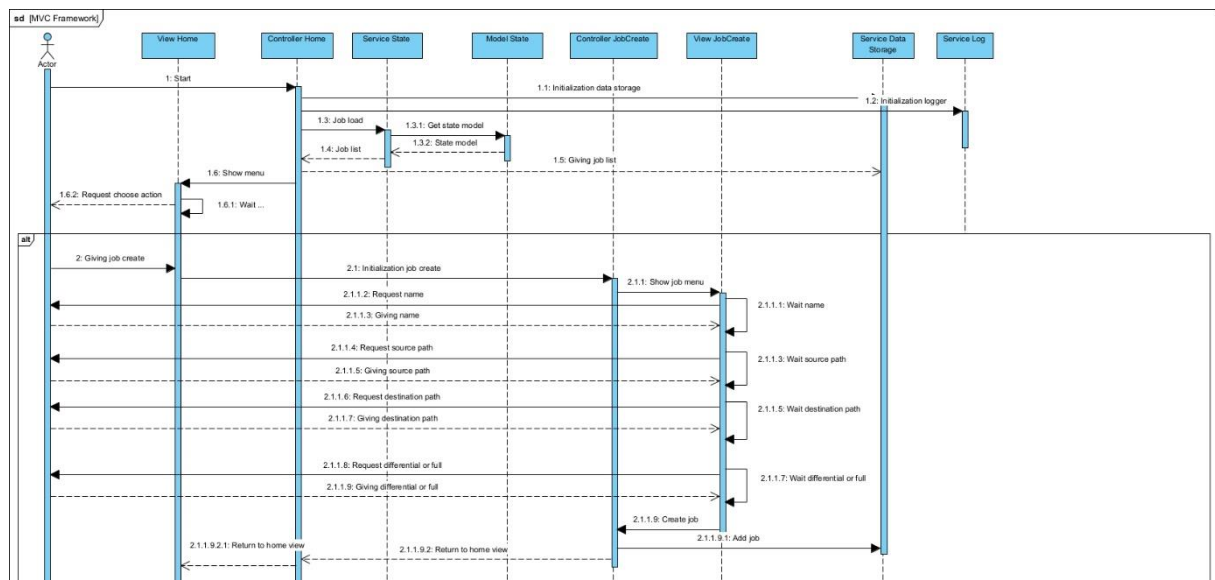 sd [MVC Framework]
Actor
View Home
Controller Home
Service State
Model State
Controller JobCreate
View JobCreate
Service Data
Storage
Service Log
1: Start
1.1: Initialization data storage
1.2: Initialization logger
1.3: Job load
1.3.1: Get state model
1.3.2: State model
1.4: Job list
1.5: Giving job list
1.6: Show menu
1.6.2: Request choose action
1.6.1: Wait ...
alt
2: Giving job create
2.1: Initialization job create
2.1.1: Show job menu
2.1.1.2: Request name
2.1.1.1: Wait name
2.1.1.3: Giving name
2.1.1.4: Request source path
2.1.1.3: Wait source path
2.1.1.5: Giving source path
2.1.1.6: Request destination path
2.1.1.5: Wait destination path
2.1.1.7: Giving destination path
2.1.1.8: Request differential or full
2.1.1.7: Wait differential or full
2.1.1.9: Giving differential or full
2.1.1.9: Create job
2.1.1.9.1: Add job
2.1.1.9.2.1: Return to home view
2.1.1.9.2: Return to home view